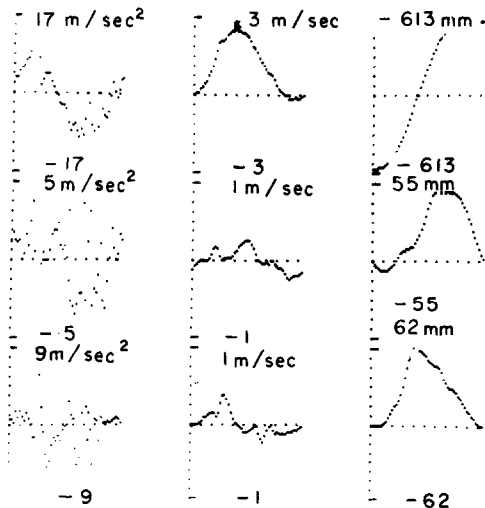 17 m/sec²
3 m/sec
613 mm
-17
-3
-613
5 m/sec²
1 m/sec
55 mm
-5
-1
-55
9 m/sec²
1 m/sec
62 mm
-9
-1
-62